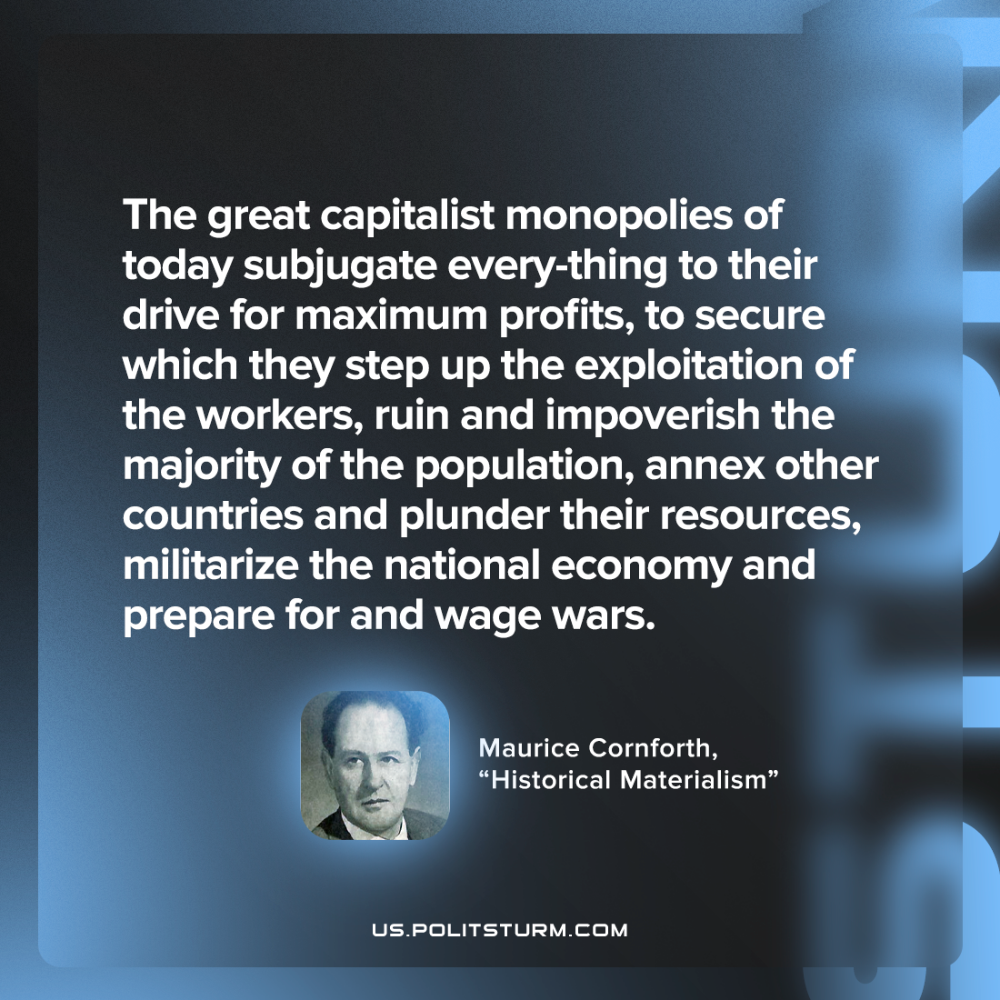 The great capitalist monopolies of
today subjugate every-thing to their
drive for maximum profits, to secure
which they step up the exploitation of
the workers, ruin and impoverish the
majority of the population, annex other
countries and plunder their resources,
militarize the national economy and
prepare for and wage wars.
Maurice Cornforth,
“Historical Materialism”
US.POLITSTURM.COM